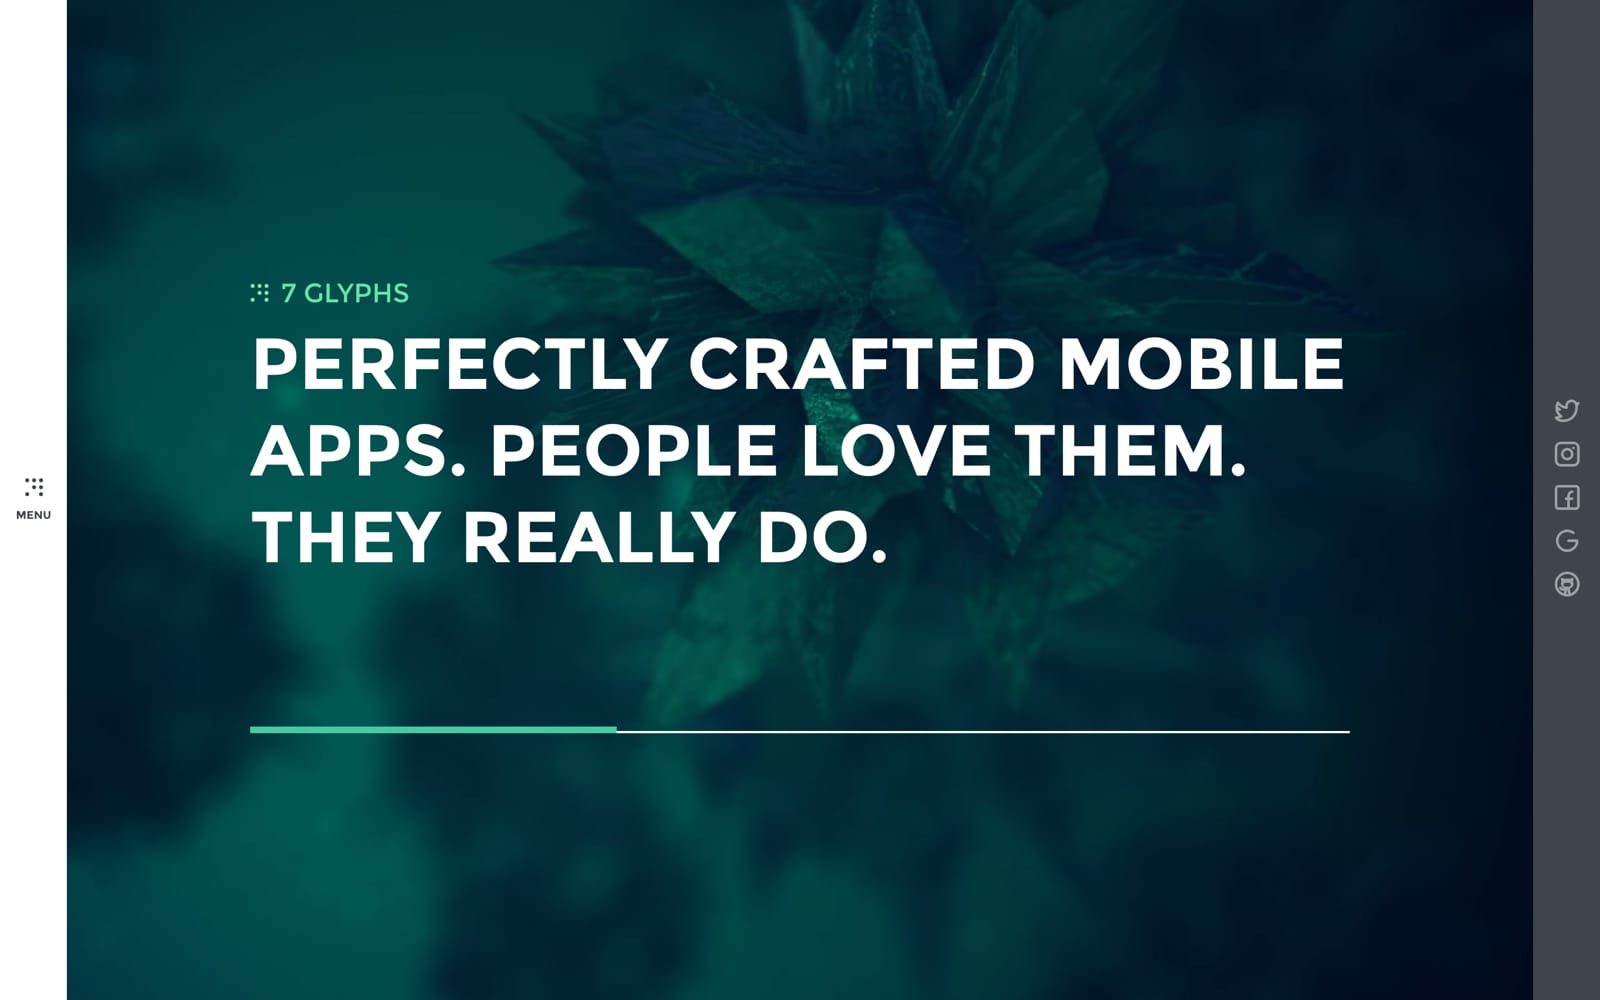 7 GLYPHS
PERFECTLY CRAFTED MOBILE
APPS. PEOPLE LOVE THEM.
THEY REALLY DO.
MENU